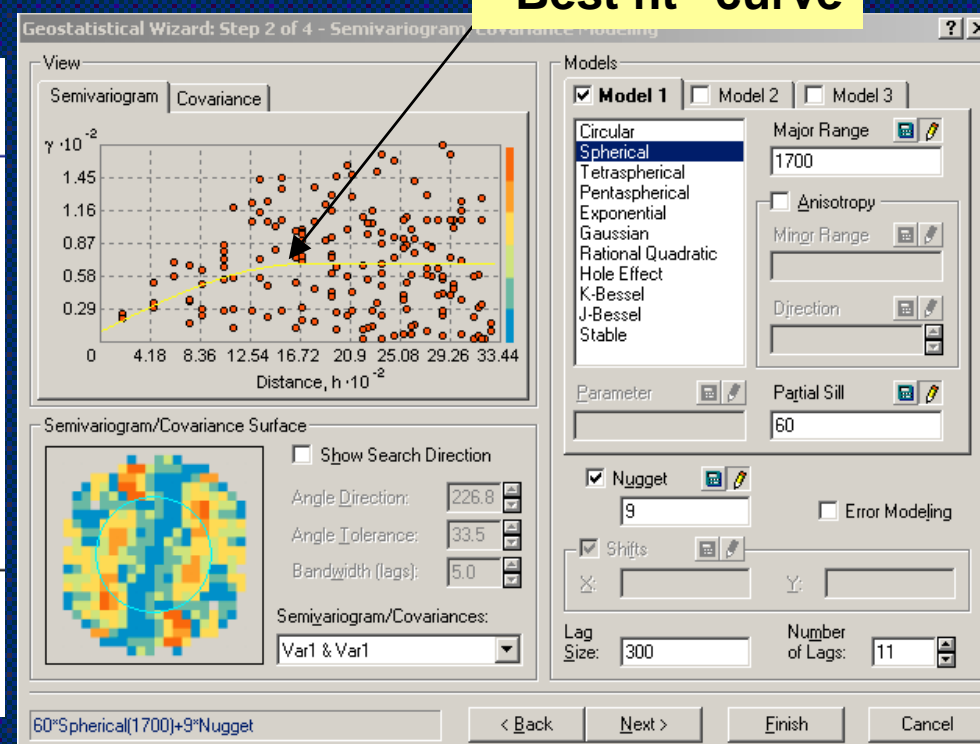 "Best fit" curve
Geostatistical Wizard: Step 2 of 4 - Semivariogram/Covariance Modeling
View
Semivariogram
Covariance
γ ·10 -2
1.45
1.16
0.87
0.58
0.29
0
4.18 8.36 12.54 16.72 20.9 25.08 29.26 33.44
Distance, h ·10 -2
Semivariogram/Covariance Surface
Show Search Direction
Angle Direction: 226.8
Angle Tolerance: 33.5
Bandwidth (lags): 5.0
Semivariogram/Covariances:
Var1 & Var1
Models
Model 1 Model 2 Model 3
Circular
Spherical
Tetraspherical
Pentaspherical
Exponential
Gaussian
Rational Quadratic
Hole Effect
K-Bessel
J-Bessel
Stable
Major Range
1700
Anisotropy
Minor Range
Direction
Parameter
Partial Sill
60
Nugget
9
Error Modeling
Shifts
X: Y:
Lag Size: 300
Number of Lags: 11
60*Spherical(1700)+9*Nugget
< Back Next > Finish Cancel